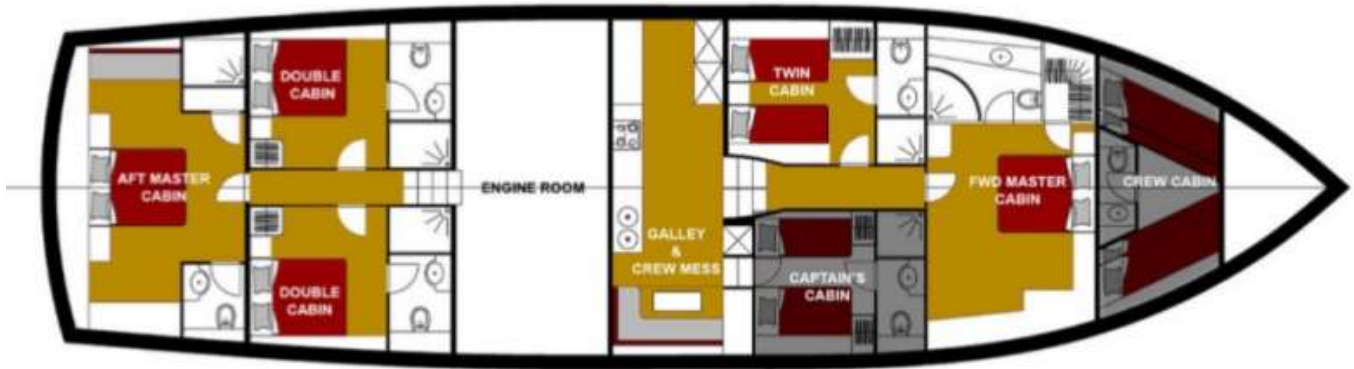 DOUBLE
CABIN
AFT MASTER
CABIN
DOUBLE
CABIN
ENGINE ROOM
GALLEY
&
CREW MESS
TWIN
CABIN
CAPTAIN'S
CABIN
FWD MASTER
CABIN
CREW CABIN